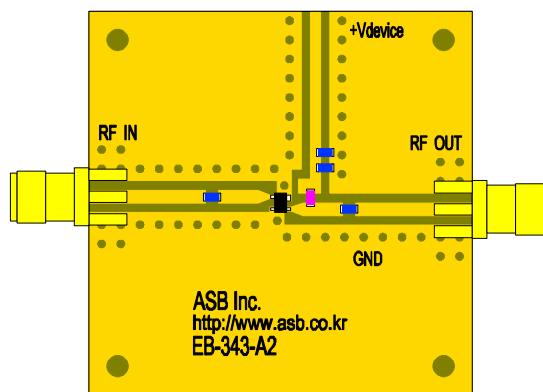 +Vdevice
RF IN
RF OUT
GND
ASB Inc.
http://www.asb.co.kr
EB-343-A2